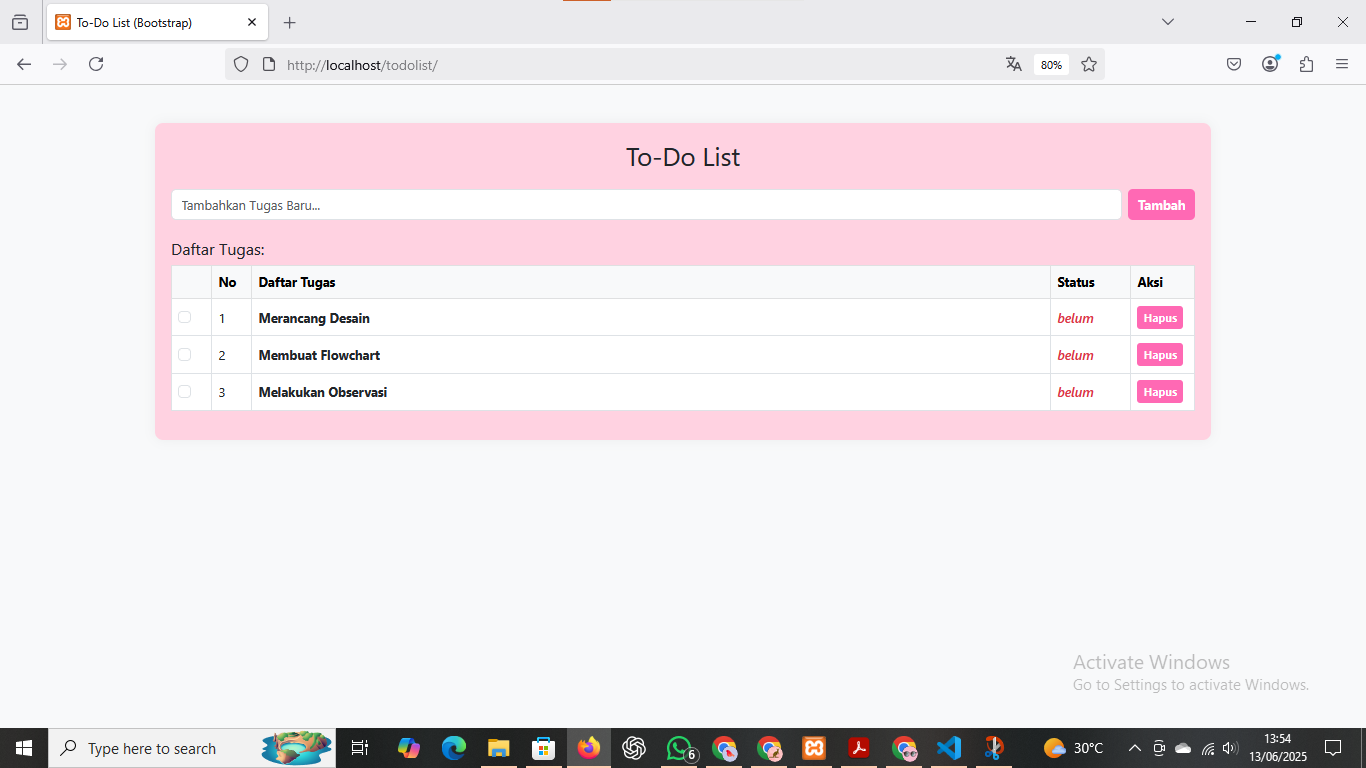 To-Do List (Bootstrap)
http://localhost/todolist/
80%
To-Do List
Tambahkan Tugas Baru...
Tambah
Daftar Tugas:
No Daftar Tugas Status Aksi
1 Merancang Desain belum Hapus
2 Membuat Flowchart belum Hapus
3 Melakukan Observasi belum Hapus
Activate Windows
Go to Settings to activate Windows.
Type here to search
6
30°C
13:54
13/06/2025